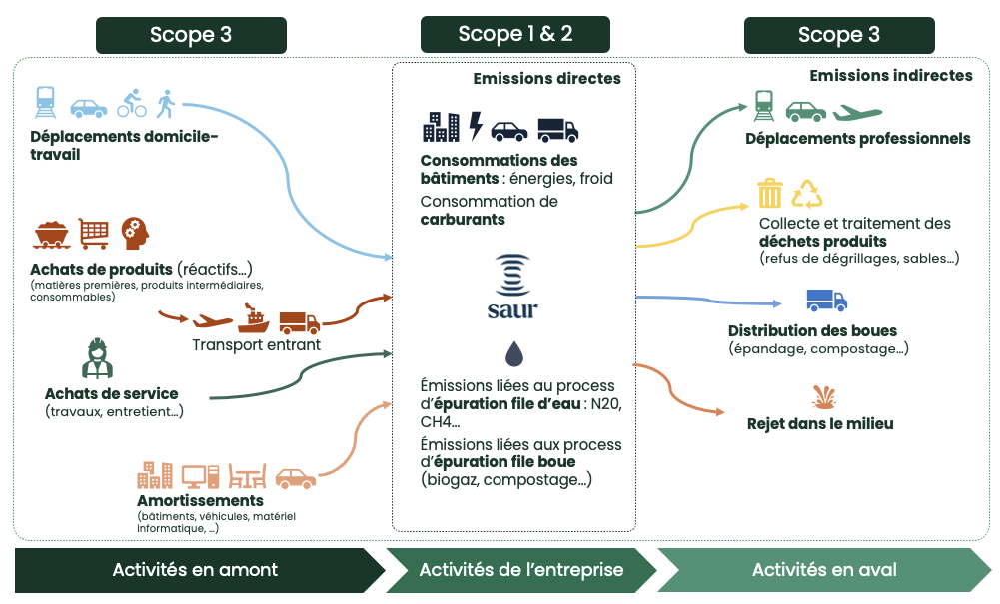 Scope 3
Scope 1 & 2
Scope 3
Déplacements domicile-
travail
Achats de produits (réactifs…)
(matières premières, produits intermédiaires,
consommables)
Transport entrant
Achats de service
(travaux, entretient…)
Amortissements
(bâtiments, véhicules, matériel
informatique, …)
Emissions directes
Consommations des
bâtiments : énergies, froid
Consommation de
carburants
saur
Émissions liées au process
d’épuration file d’eau : N20,
CH4…
Émissions liées aux process
d’épuration file boue
(biogaz, compostage…)
Emissions indirectes
Déplacements professionnels
Collecte et traitement des
déchets produits
(refus de dégrillages, sables…)
Distribution des boues
(épandage, compostage…)
Rejet dans le milieu
Activités en amont
Activités de l’entreprise
Activités en aval